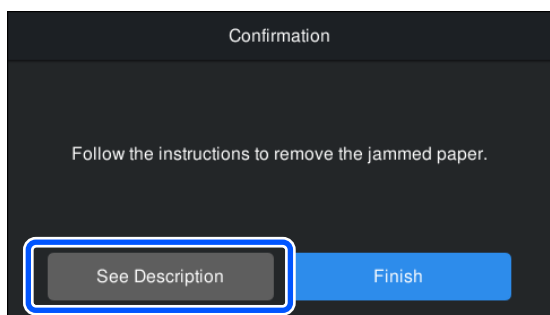 Confirmation
Follow the instructions to remove the jammed paper.
See Description
Finish